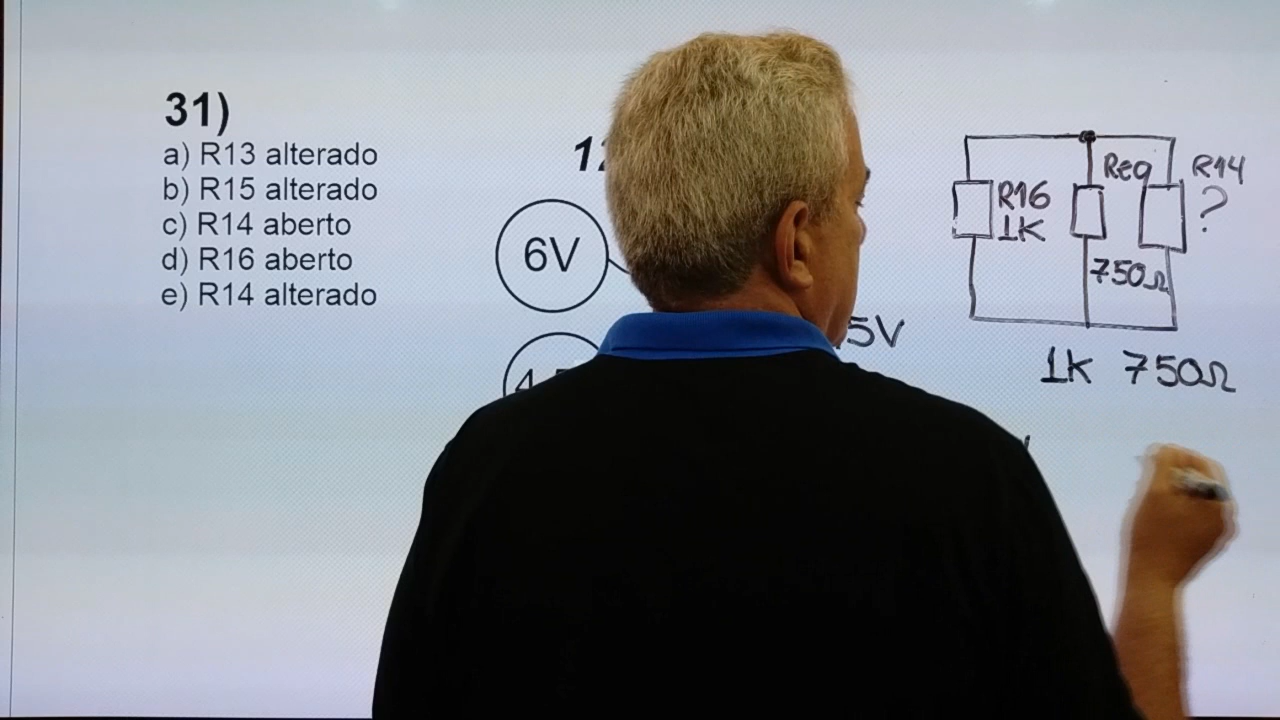 31)
a) R13 alterado
b) R15 alterado
c) R14 aberto
d) R16 aberto
e) R14 alterado
6V
5V
R16
1K
Req
750Ω
R14
?
1K 750Ω